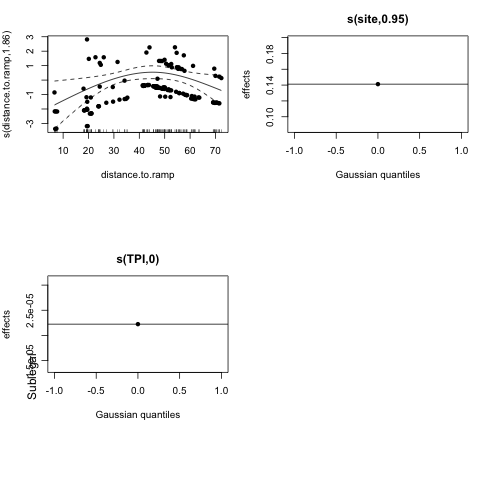 s(distance.to.ramp,1.86)
3
2
1
-1
-3
10 20 30 40 50 60 70
distance.to.ramp
s(site,0.95)
effects
0.18
0.14
0.10
-1.0 -0.5 0.0 0.5 1.0
Gaussian quantiles
s(TPI,0)
effects
2.5e-05
-1.0 -0.5 0.0 0.5 1.0
Gaussian quantiles